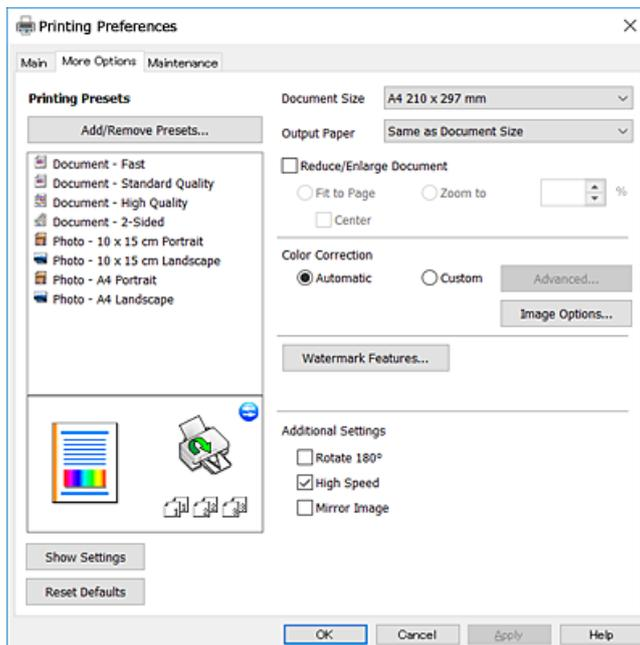 Printing Preferences
Main More Options Maintenance
Printing Presets
Add/Remove Presets...
Document - Fast
Document - Standard Quality
Document - High Quality
Document - 2-Sided
Photo - 10 x 15 cm Portrait
Photo - 10 x 15 cm Landscape
Photo - A4 Portrait
Photo - A4 Landscape
Show Settings
Reset Defaults
Document Size A4 210 x 297 mm
Output Paper Same as Document Size
Reduce/Enlarge Document
Fit to Page Zoom to %
Center
Color Correction
Automatic Custom Advanced...
Image Options...
Watermark Features...
Additional Settings
Rotate 180°
High Speed
Mirror Image
OK Cancel Apply Help